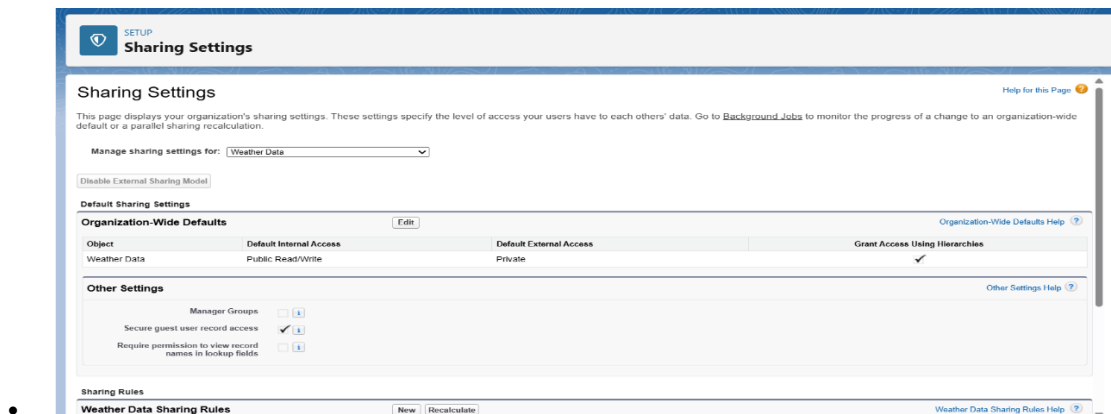 SETUP
Sharing Settings
Sharing Settings
Help for this Page ?
This page displays your organization's sharing settings. These settings specify the level of access your users have to each others' data. Go to Background Jobs to monitor the progress of a change to an organization-wide
default or a parallel sharing recalculation.
Manage sharing settings for: Weather Data
Disable External Sharing Model
Default Sharing Settings
Organization-Wide Defaults Edit Organization-Wide Defaults Help ?
Object Default Internal Access Default External Access Grant Access Using Hierarchies
Weather Data Public Read/Write Private ✓
Other Settings Other Settings Help ?
Manager Groups i
Secure guest user record access ✓ i
Require permission to view record i
names in lookup fields
Sharing Rules
Weather Data Sharing Rules New Recalculate Weather Data Sharing Rules Help ?